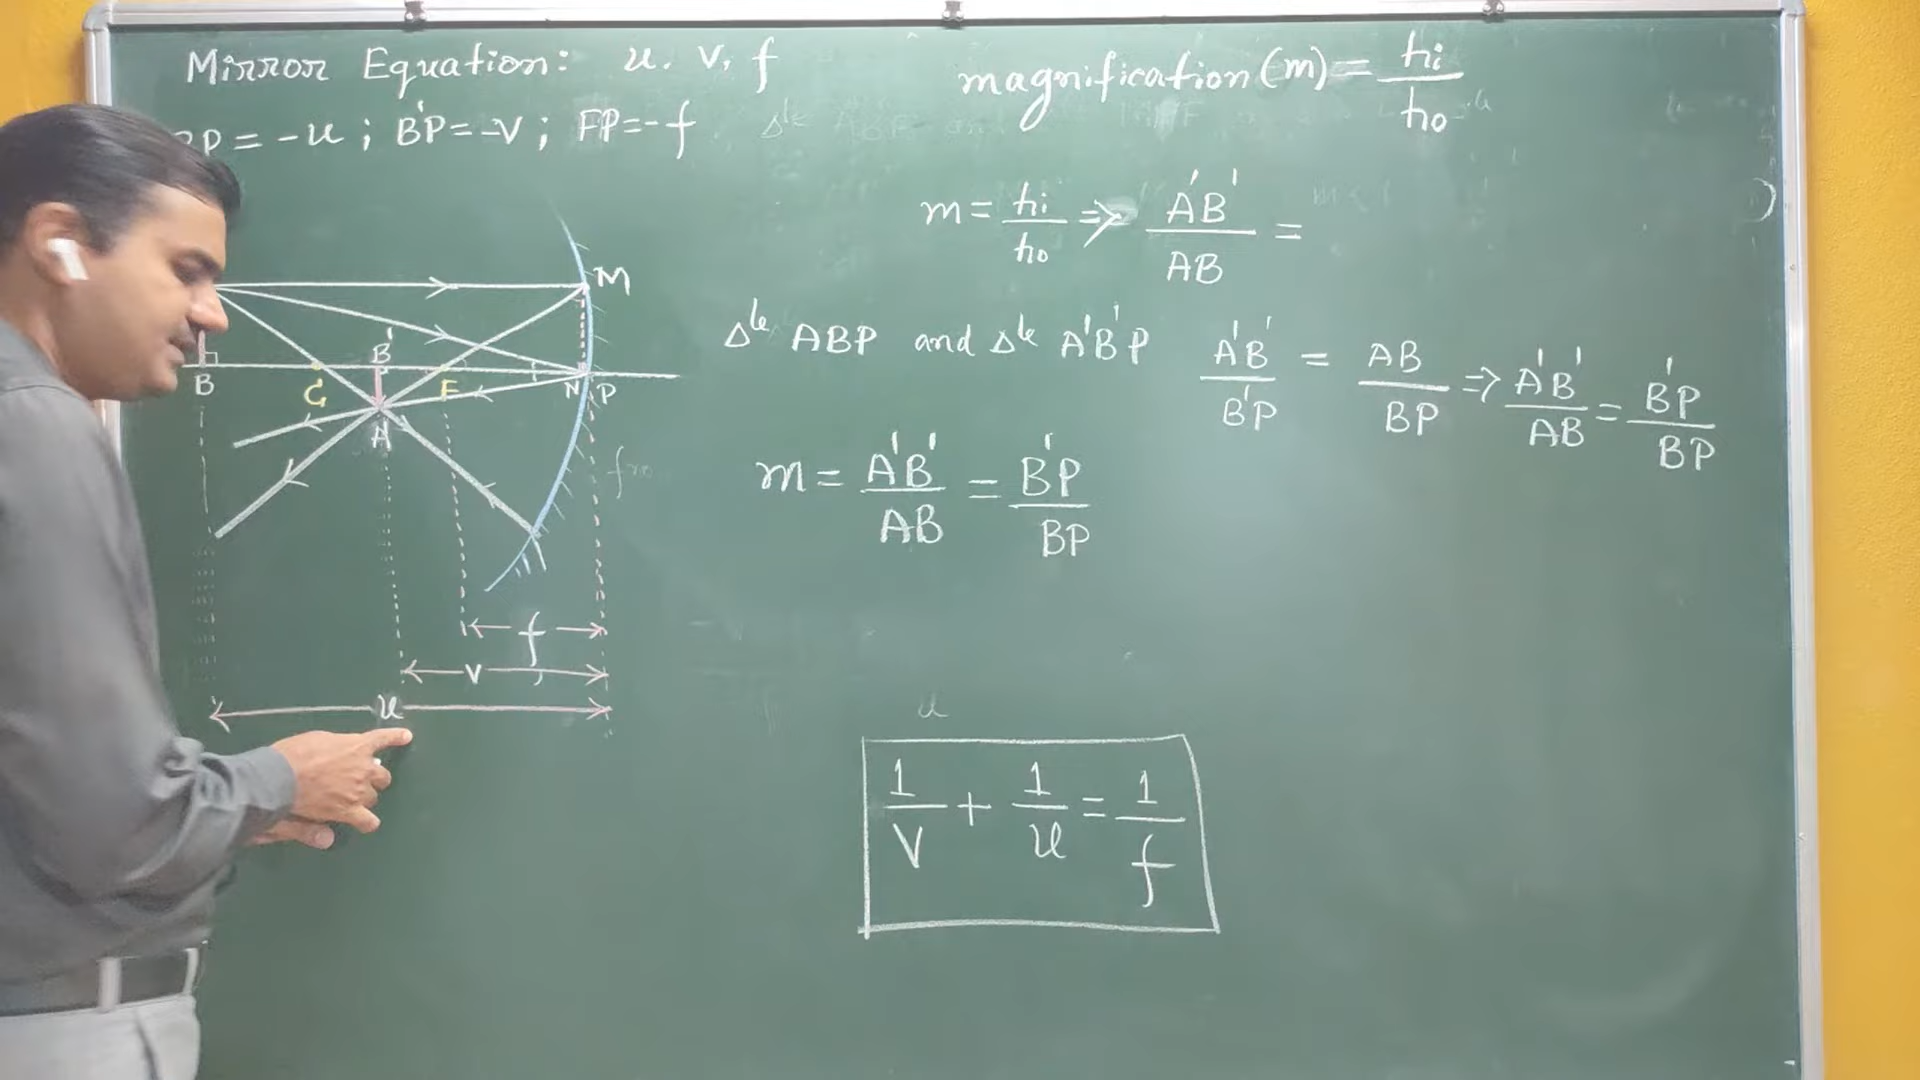 Mirror Equation: u. v, f
BP = -u ; B'P = -v ; FP = -f
magnification (m) = hi/ho
m = hi/ho ⇒ A'B'/AB =
Δle ABP and Δle A'B'P A'B'/B'P = AB/BP ⇒ A'B'/AB = B'P/BP
m = A'B'/AB = B'P/BP
M
B'
B C F N P
A
f
v
u
u
1/v + 1/u = 1/f